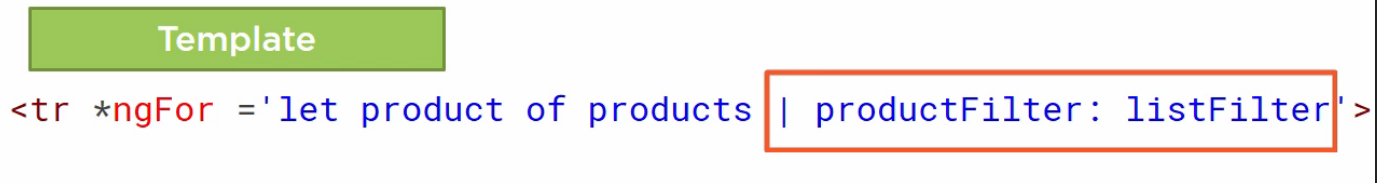 Template
<tr *ngFor ='let product of products | productFilter: listFilter'>